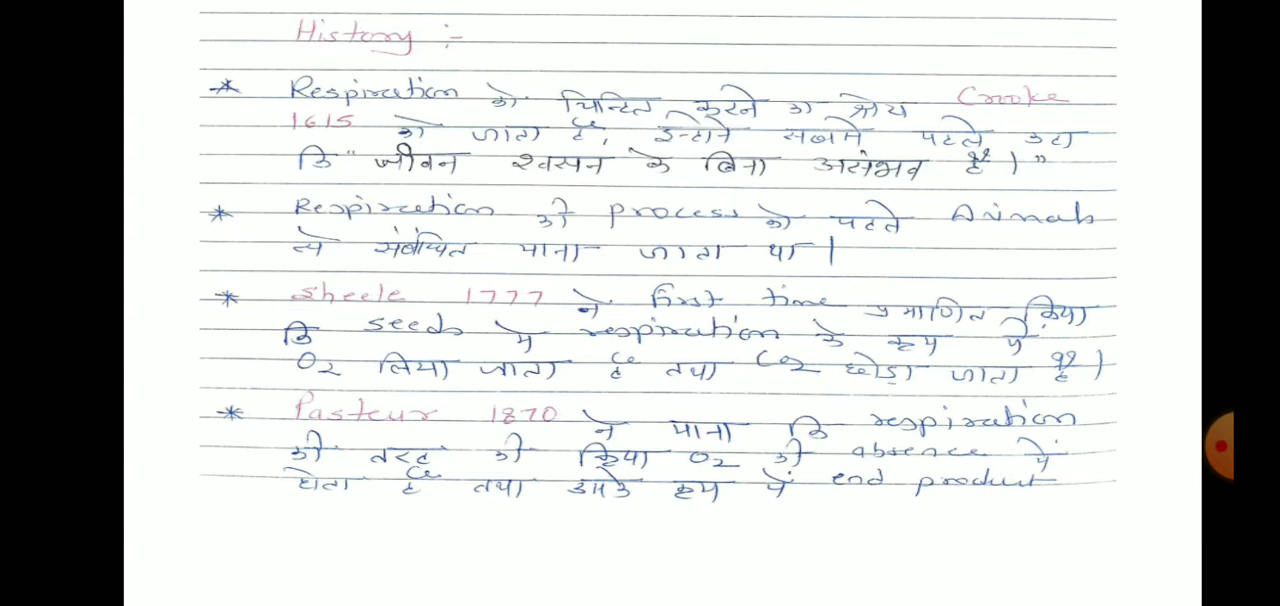 History :-
* Respiration को चिन्हित करने का श्रेय Crooke
1615 को जाता है, इन्होने सबसे पहले कहा
कि "जीवन श्वसन के बिना असंभव है।"
* Respiration की process को पहले Animals
से संबंधित माना जाता था।
* Sheele 1777 ने first time प्रमाणित किया
कि seeds में respiration के रूप में
O2 लिया जाता है तथा CO2 छोड़ा जाता है।
* Pasteur 1870 ने माना कि respiration
की तरह की क्रिया O2 की absence में
होता है तथा रूप में end product